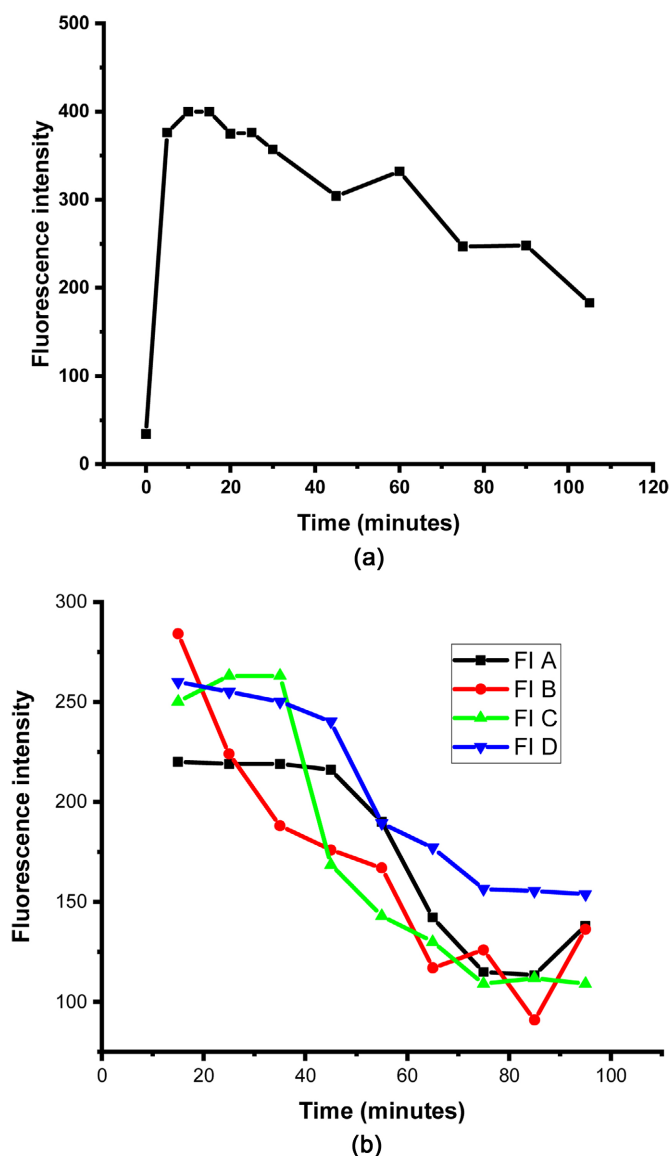 500
400
300
200
100
0
Fluorescence intensity
0 20 40 60 80 100 120
Time (minutes)
(a)
300
250
200
150
100
Fluorescence intensity
FI A
FI B
FI C
FI D
0 20 40 60 80 100
Time (minutes)
(b)